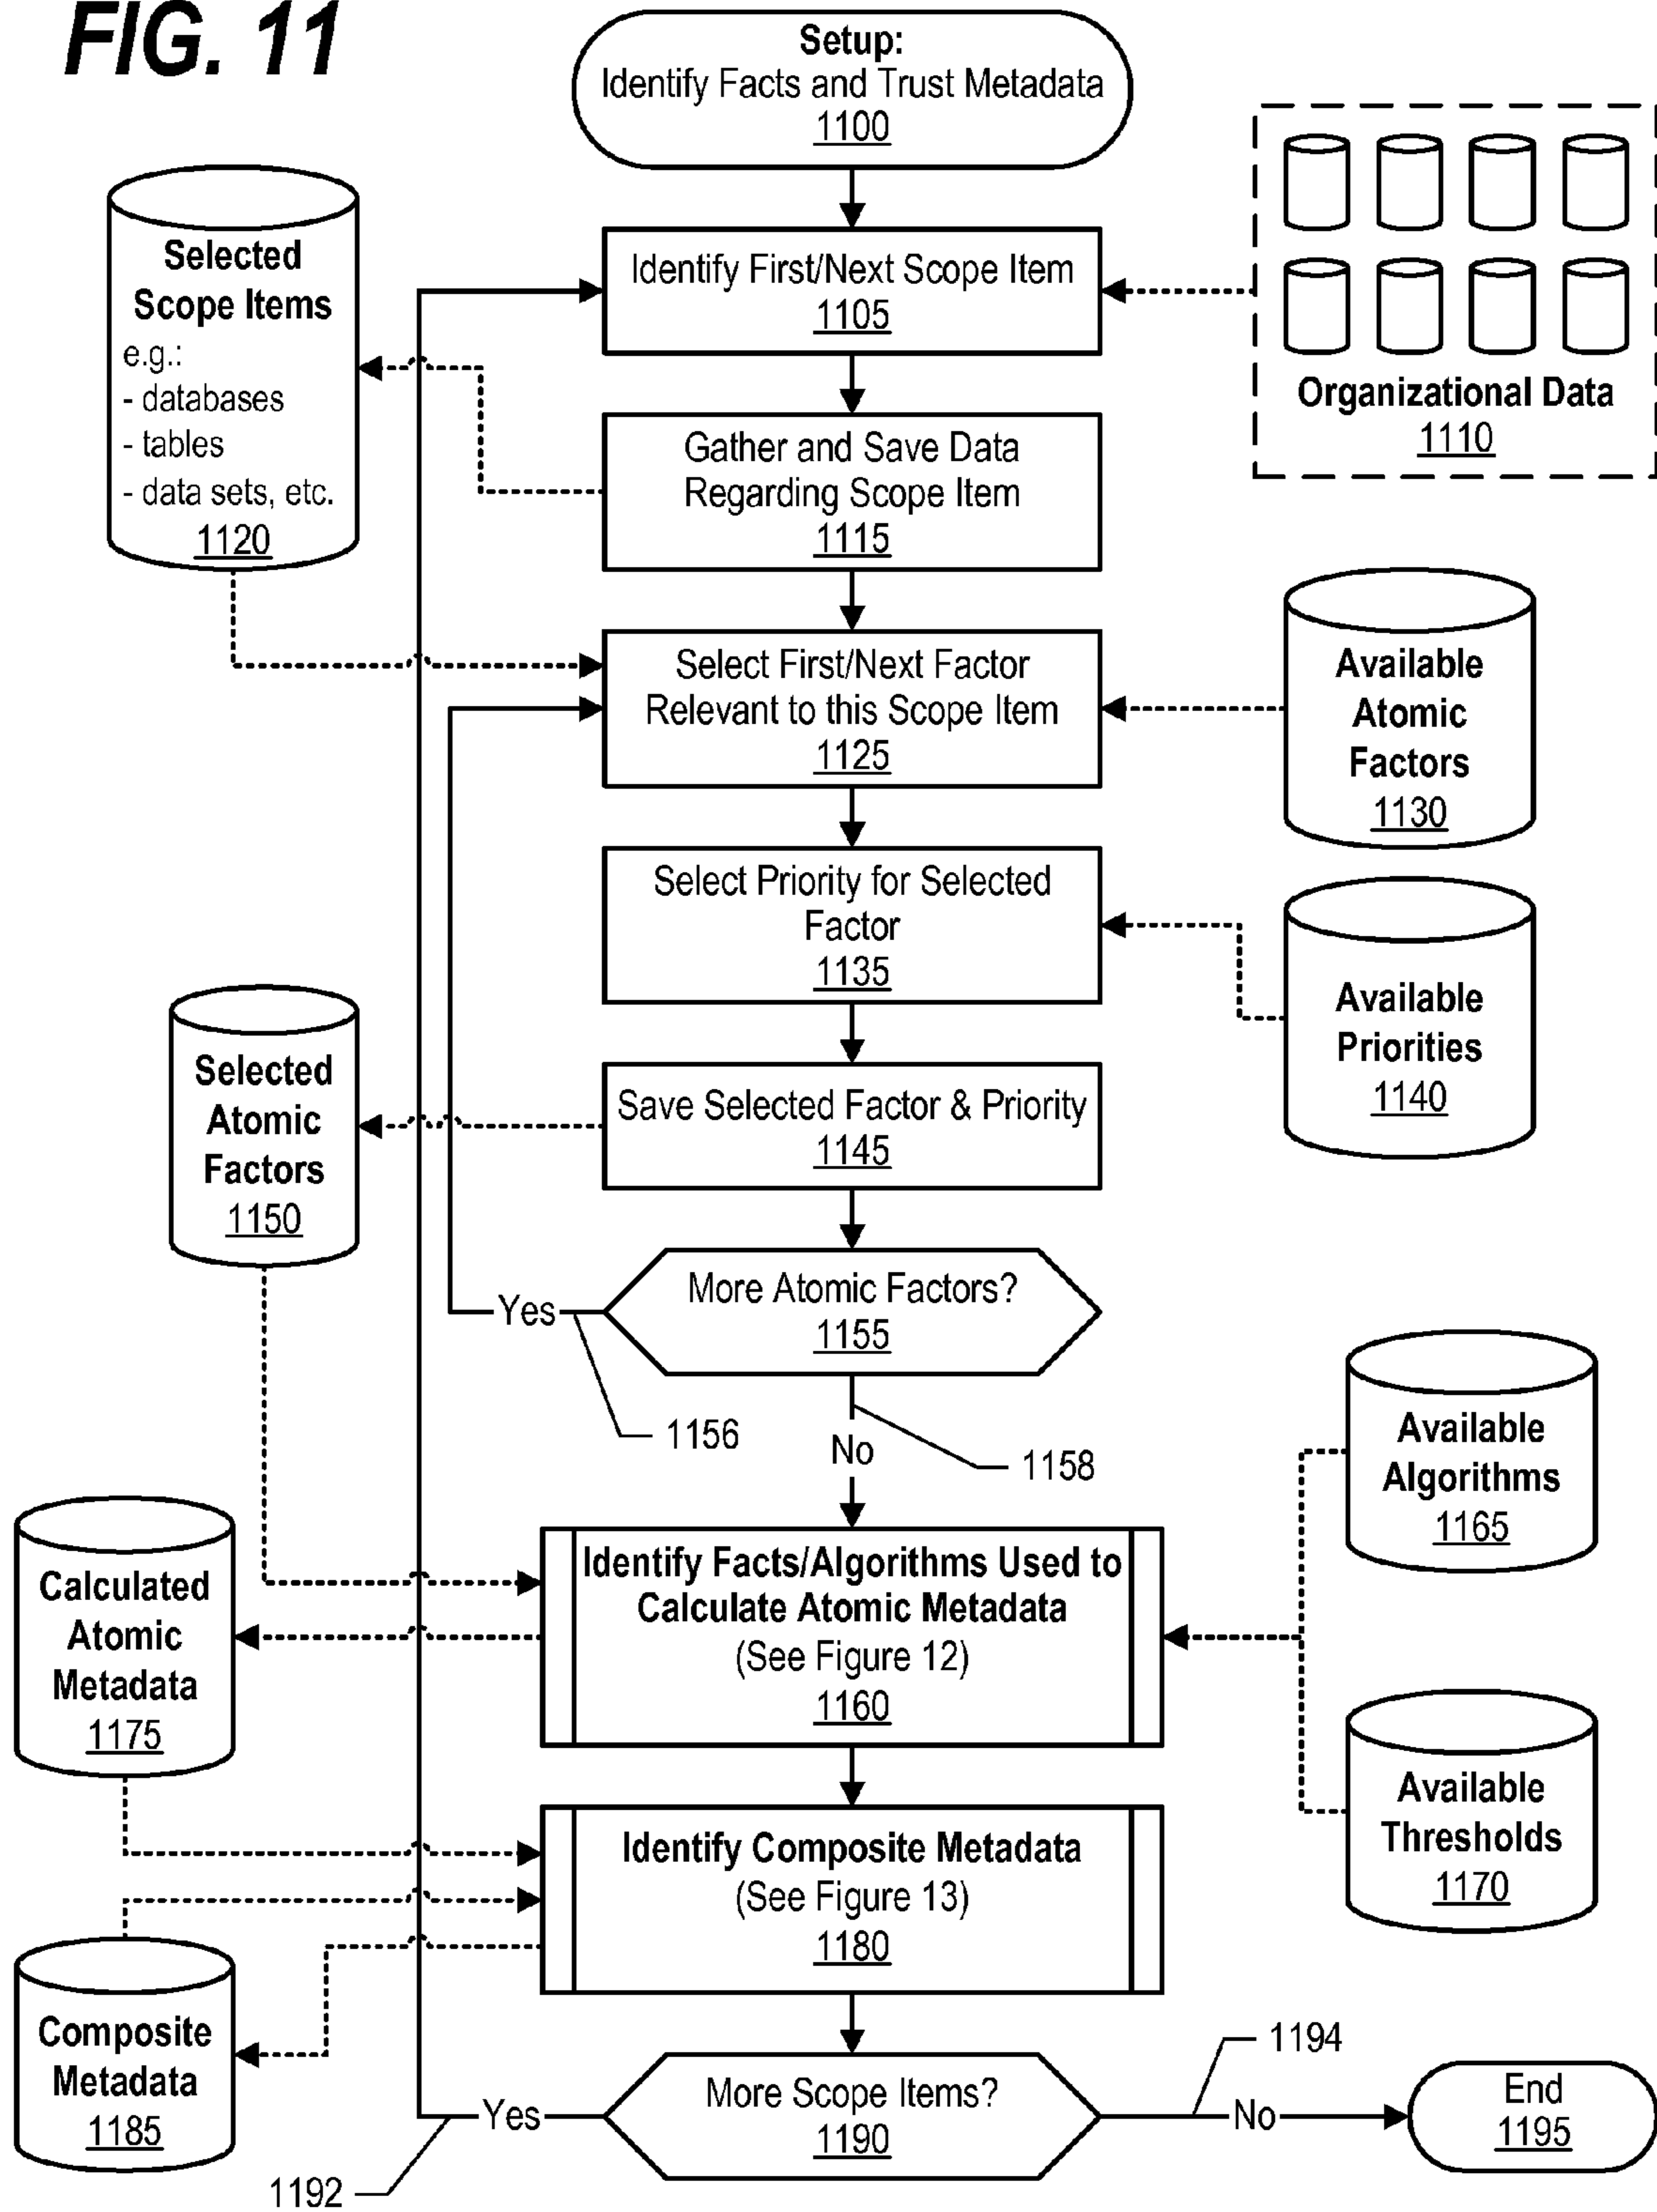 FIG. 11
Setup:
Identify Facts and Trust Metadata
1100
Identify First/Next Scope Item
1105
Organizational Data
1110
Selected
Scope Items
e.g.:
- databases
- tables
- data sets, etc.
1120
Gather and Save Data
Regarding Scope Item
1115
Select First/Next Factor
Relevant to this Scope Item
1125
Available
Atomic
Factors
1130
Select Priority for Selected
Factor
1135
Available
Priorities
1140
Selected
Atomic
Factors
1150
Save Selected Factor & Priority
1145
More Atomic Factors?
1155
Yes
1156
No
1158
Available
Algorithms
1165
Identify Facts/Algorithms Used to
Calculate Atomic Metadata
(See Figure 12)
1160
Calculated
Atomic
Metadata
1175
Available
Thresholds
1170
Identify Composite Metadata
(See Figure 13)
1180
Composite
Metadata
1185
More Scope Items?
1190
Yes
1192
No
1194
End
1195